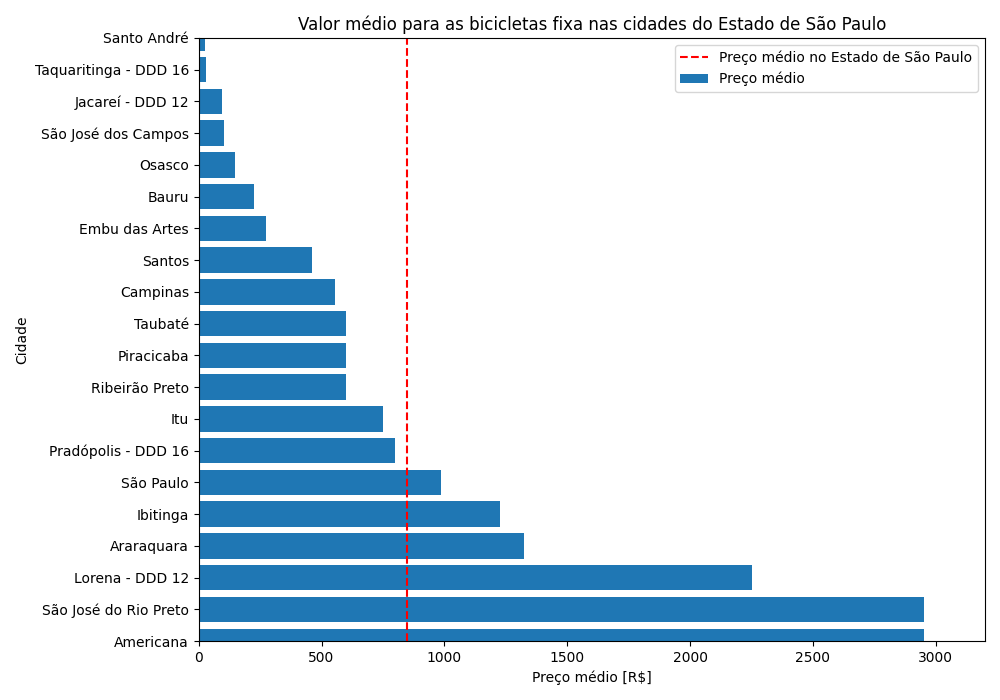 Valor médio para as bicicletas fixa nas cidades do Estado de São Paulo
Preço médio no Estado de São Paulo
Preço médio
Cidade
Santo André
Taquaritinga - DDD 16
Jacareí - DDD 12
São José dos Campos
Osasco
Bauru
Embu das Artes
Santos
Campinas
Taubaté
Piracicaba
Ribeirão Preto
Itu
Pradópolis - DDD 16
São Paulo
Ibitinga
Araraquara
Lorena - DDD 12
São José do Rio Preto
Americana
0 500 1000 1500 2000 2500 3000
Preço médio [R$]